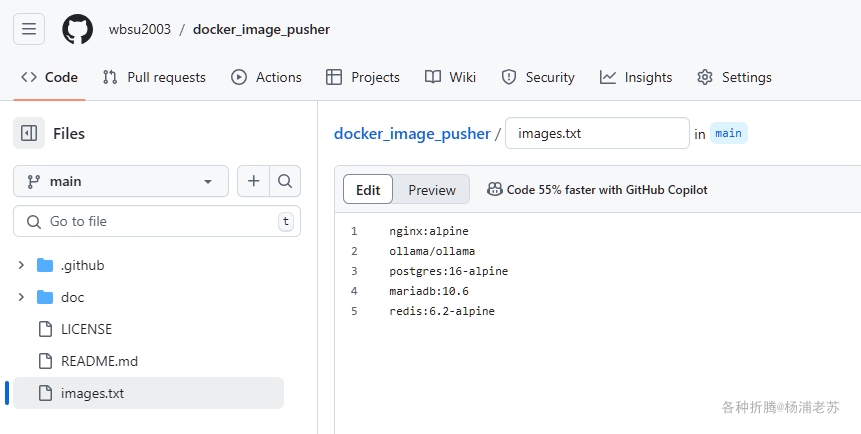 wbsu2003 / docker_image_pusher
Code Pull requests Actions Projects Wiki Security Insights Settings
Files
docker_image_pusher / images.txt in main
main
Edit Preview Code 55% faster with GitHub Copilot
Go to file t
1 nginx:alpine
2 ollama/ollama
3 postgres:16-alpine
4 mariadb:10.6
5 redis:6.2-alpine
.github
doc
LICENSE
README.md
images.txt
各种折腾@杨浦老苏